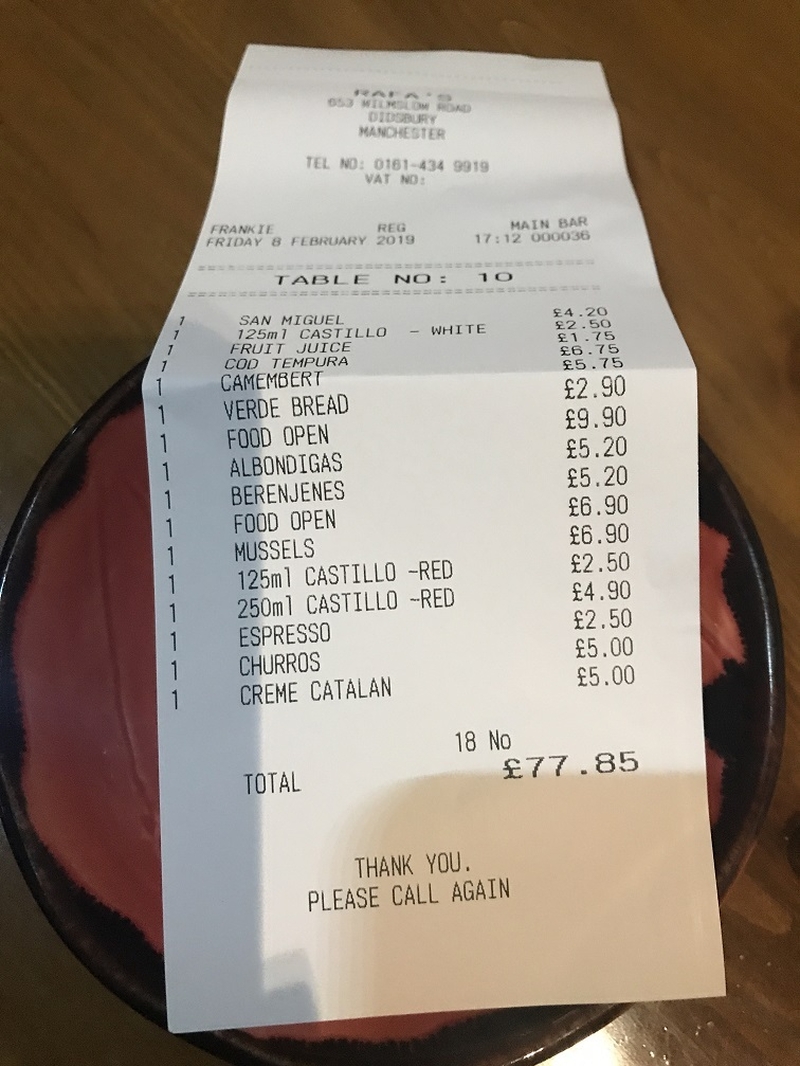 RAFA'S
653 WILMSLOW ROAD
DIDSBURY
MANCHESTER
TEL NO: 0161-434 9919
VAT NO:
FRANKIE REG MAIN BAR
FRIDAY 8 FEBRUARY 2019 17:12 000036
TABLE NO: 10
1 SAN MIGUEL £4.20
1 125ml CASTILLO - WHITE £2.50
1 FRUIT JUICE £1.75
1 COD TEMPURA £6.75
1 CAMEMBERT £5.75
1 VERDE BREAD £2.90
1 FOOD OPEN £9.90
1 ALBONDIGAS £5.20
1 BERENJENES £5.20
1 FOOD OPEN £6.90
1 MUSSELS £6.90
1 125ml CASTILLO -RED £2.50
1 250ml CASTILLO -RED £4.90
1 ESPRESSO £2.50
1 CHURROS £5.00
1 CREME CATALAN £5.00
18 No
TOTAL £77.85
THANK YOU.
PLEASE CALL AGAIN